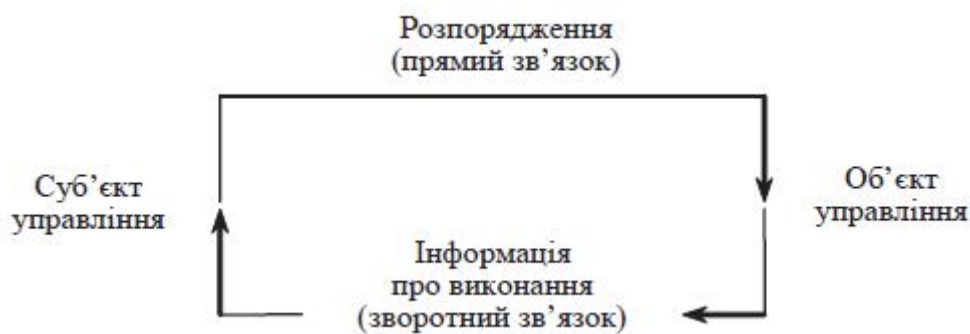 Розпорядження
(прямий зв’язок)
Суб’єкт
управління
Об’єкт
управління
Інформація
про виконання
(зворотний зв’язок)